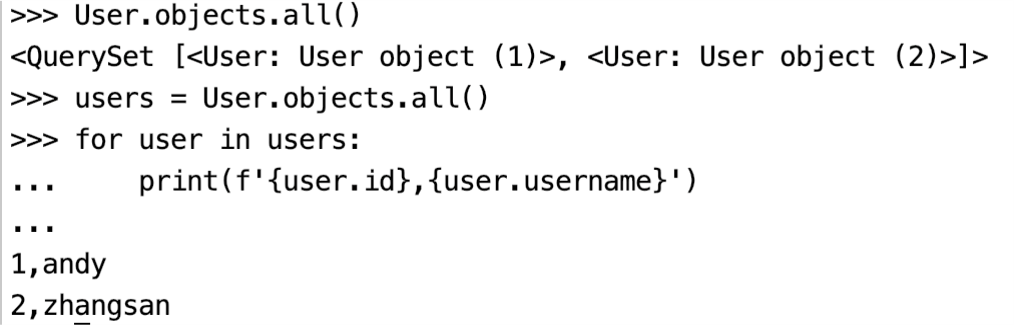 >>> User.objects.all()
<QuerySet [<User: User object (1)>, <User: User object (2)>]>
>>> users = User.objects.all()
>>> for user in users:
...     print(f'{user.id},{user.username}')
...
1,andy
2,zhangsan